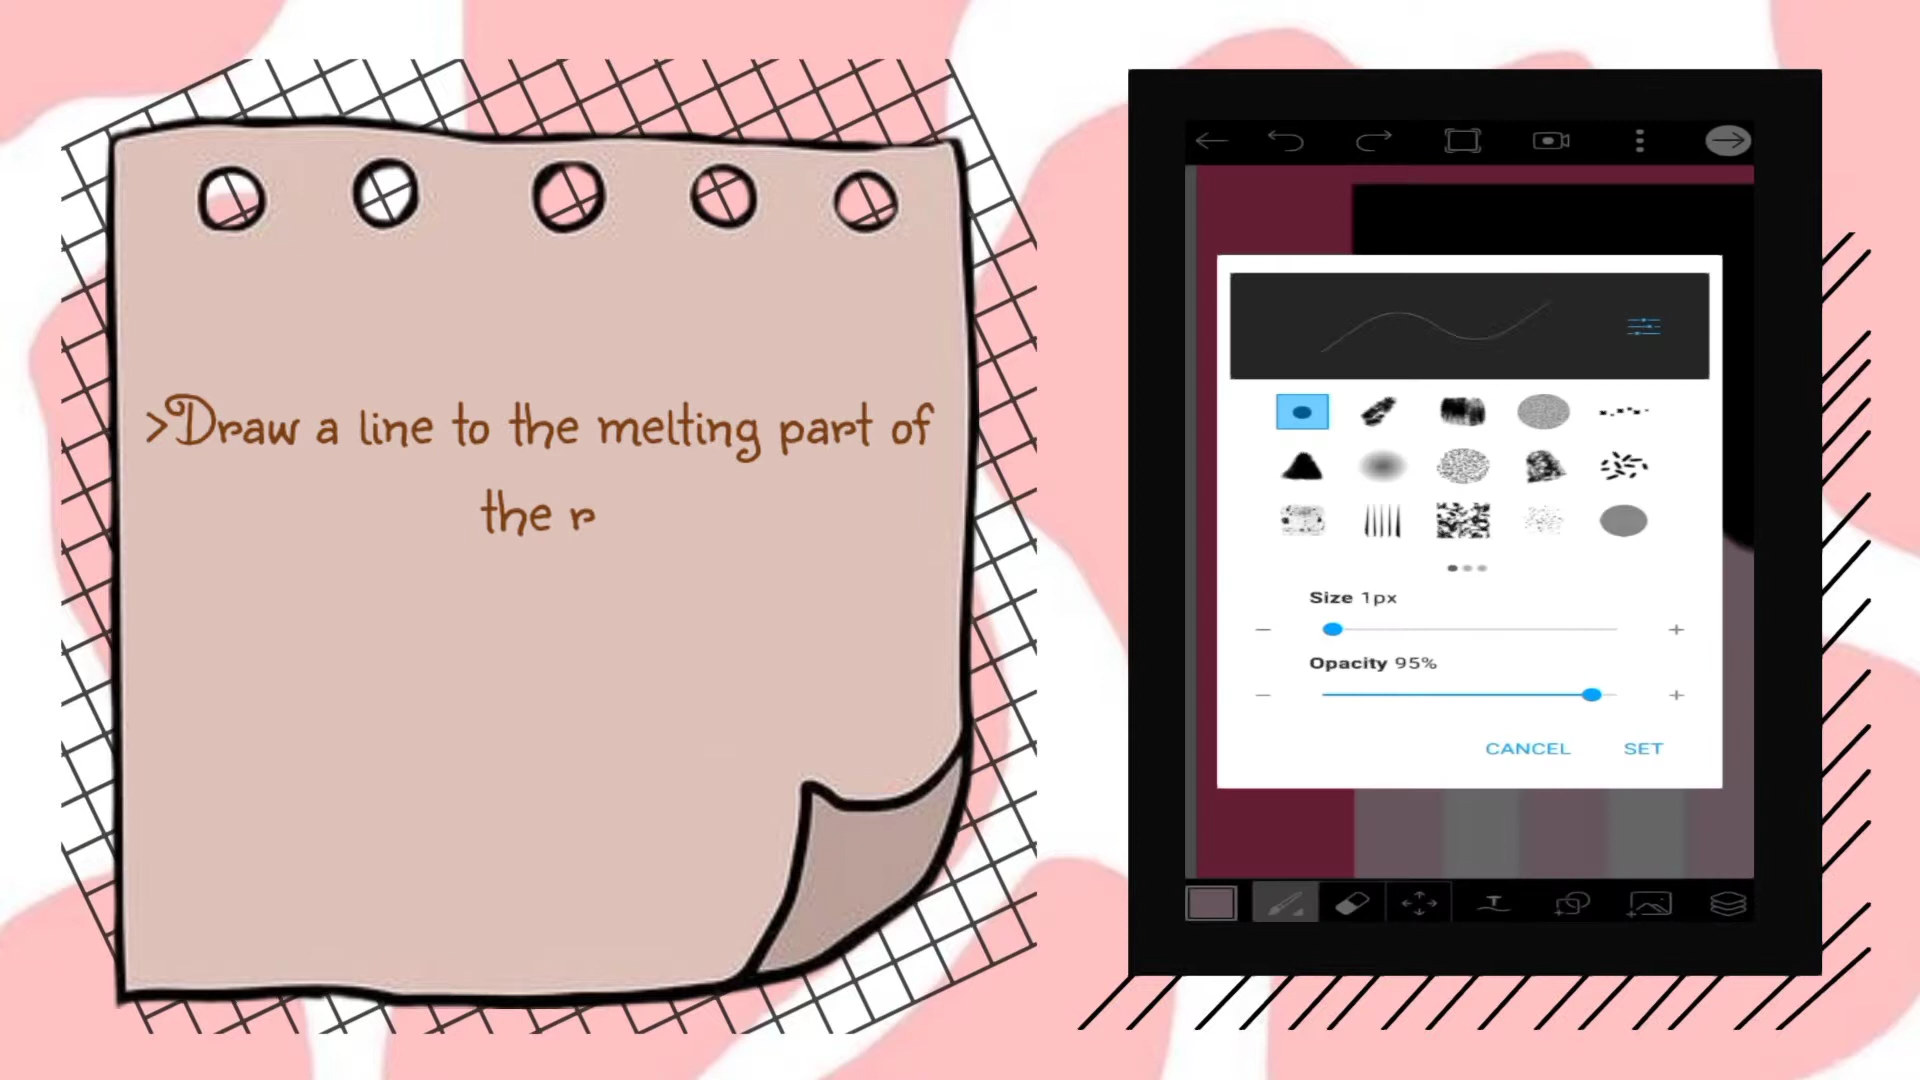 >Draw a line to the melting part of
the r
Size 1px
Opacity 95%
CANCEL SET